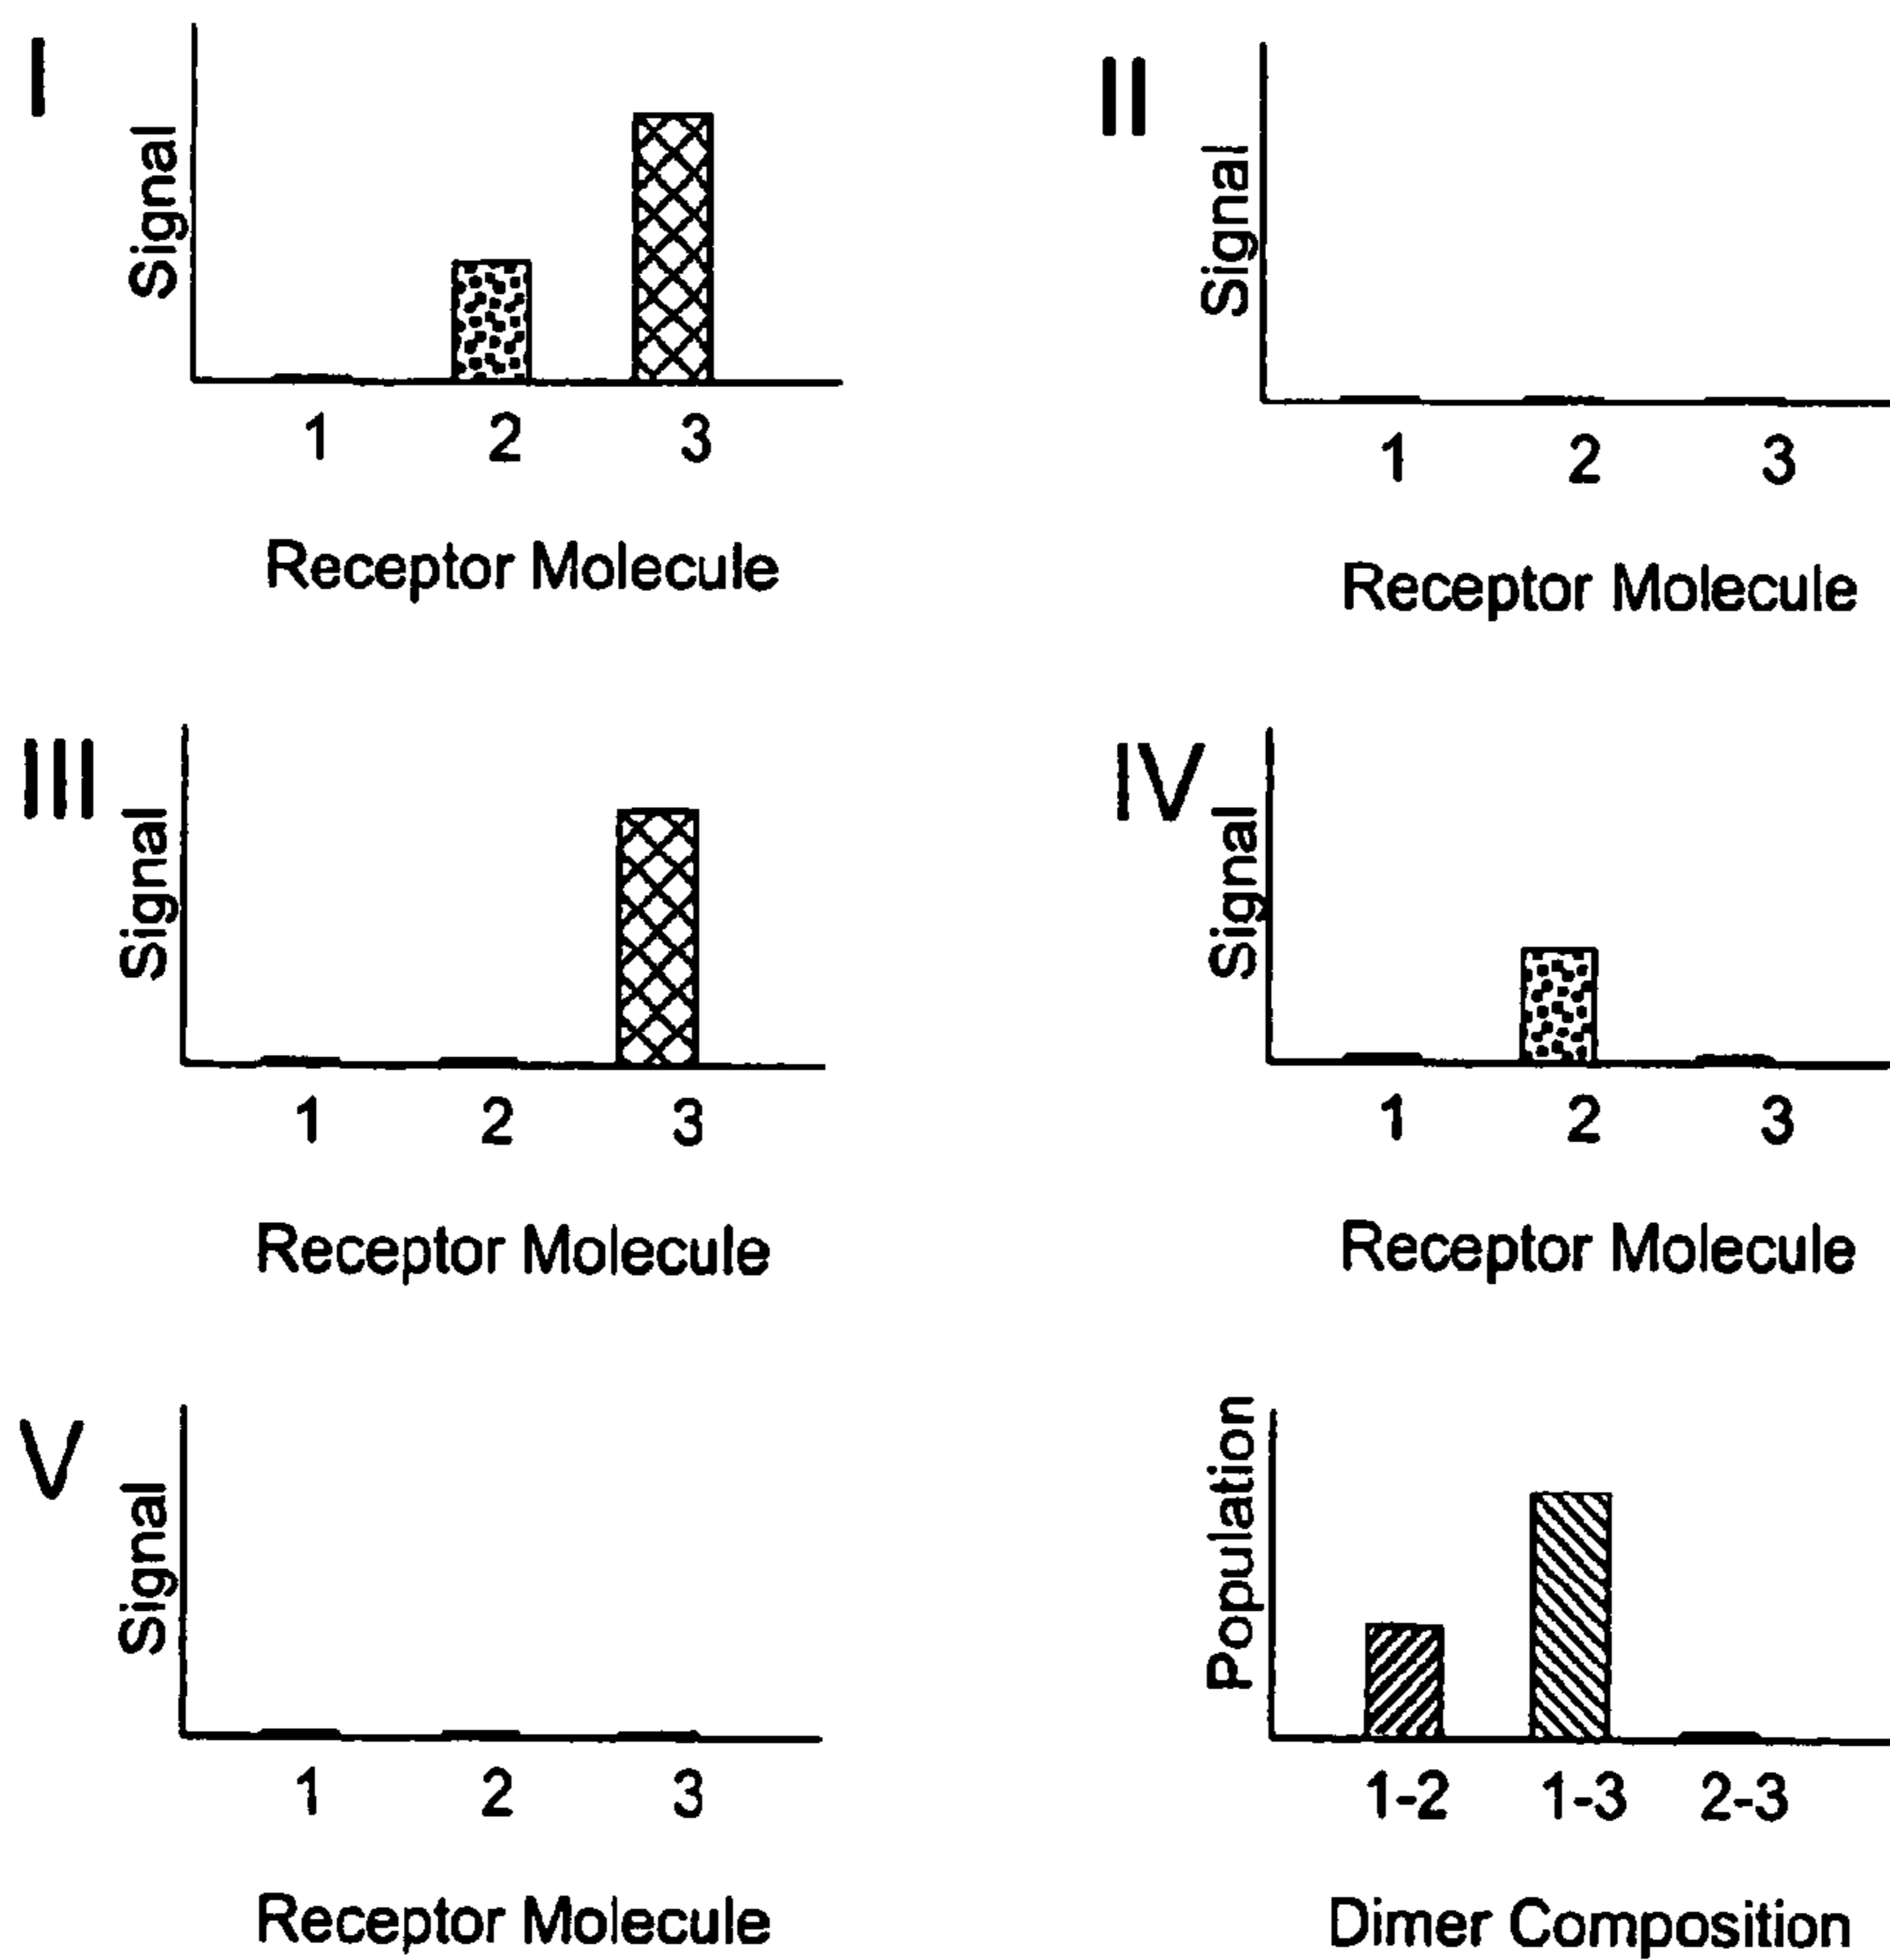 I
Signal
1 2 3
Receptor Molecule
II
Signal
1 2 3
Receptor Molecule
III
Signal
1 2 3
Receptor Molecule
IV
Signal
1 2 3
Receptor Molecule
V
Signal
1 2 3
Receptor Molecule
Population
1-2 1-3 2-3
Dimer Composition